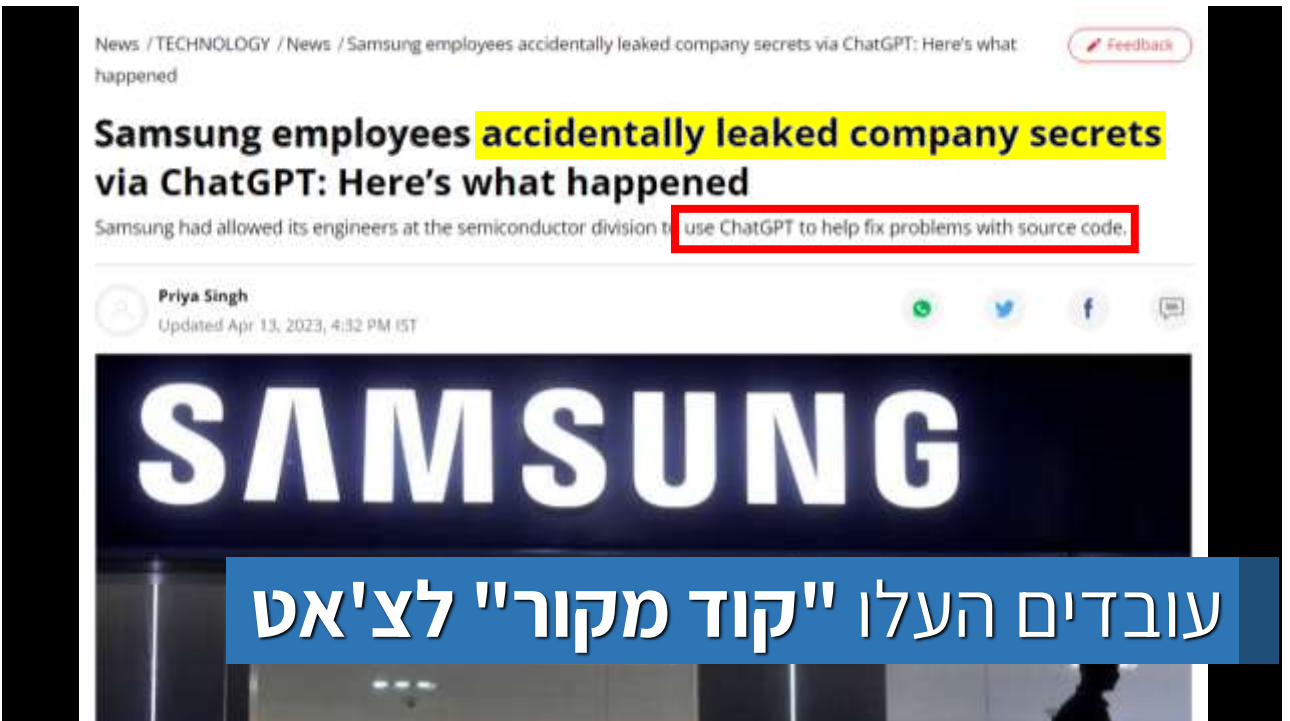 News / TECHNOLOGY / News / Samsung employees accidentally leaked company secrets via ChatGPT: Here's what
happened
Feedback
Samsung employees accidentally leaked company secrets
via ChatGPT: Here's what happened
Samsung had allowed its engineers at the semiconductor division to use ChatGPT to help fix problems with source code.
Priya Singh
Updated Apr 13, 2023, 4:32 PM IST
SAMSUNG
עובדים העלו "קוד מקור" לצ'אט